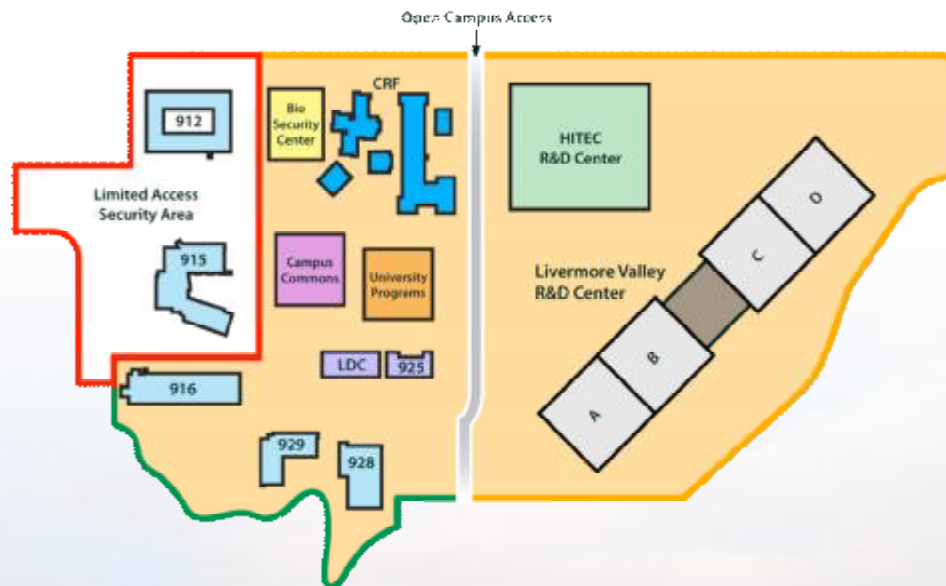 Open Campus Access
CRF
912
Bio
Security
Center
HITEC
R&D Center
Limited Access
Security Area
D
915
Campus
Commons
University
Programs
C
Livermore Valley
R&D Center
B
LDC
925
916
A
929
928